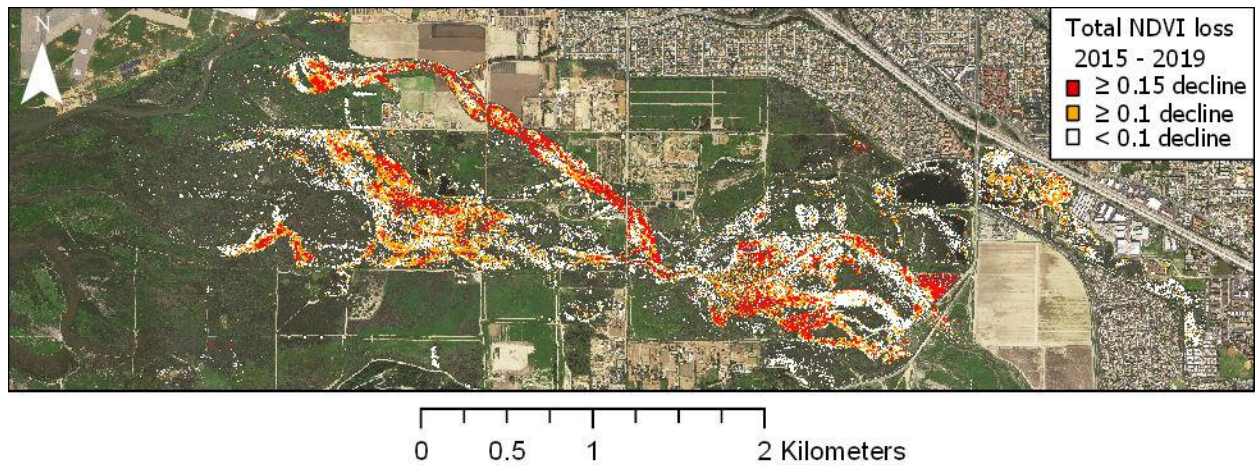 N
Total NDVI loss
2015 - 2019
≥ 0.15 decline
≥ 0.1 decline
< 0.1 decline
0 0.5 1 2 Kilometers